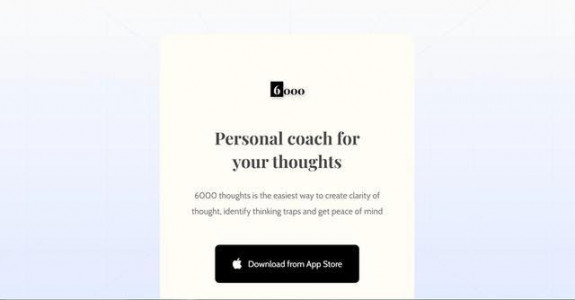 6000
Personal coach for
your thoughts
6000 thoughts is the easiest way to create clarity of
thought, identify thinking traps and get peace of mind
Download from App Store